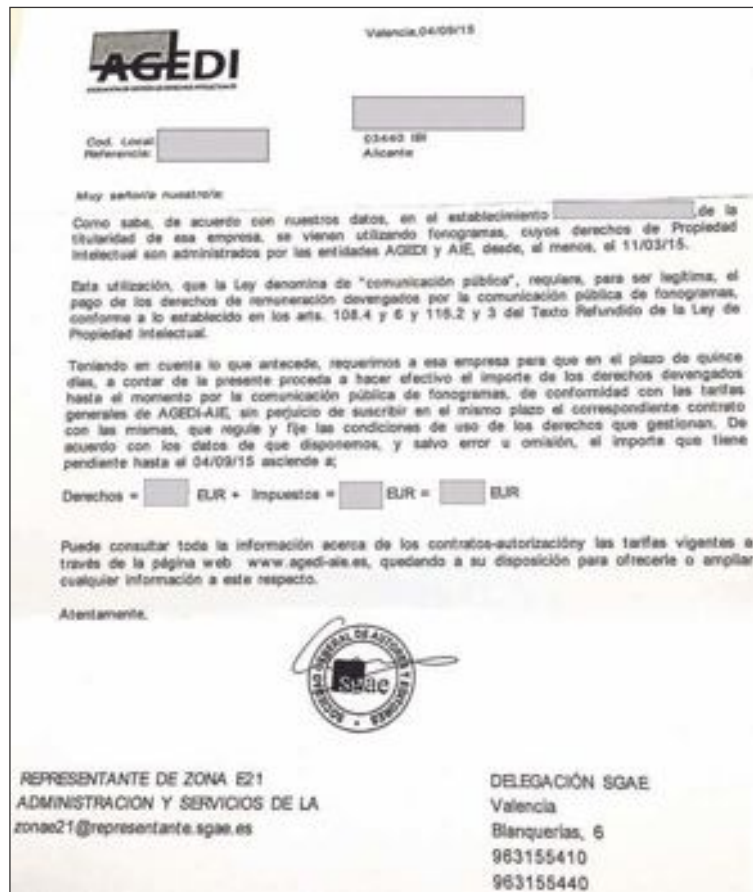 Valencia,04/09/15
AGEDI
Cod. Local:
Referencia:
03440 IBI
Alicante
Muy señor/a nuestro/a:
Como sabe, de acuerdo con nuestros datos, en el establecimiento ,de la
titularidad de esa empresa, se vienen utilizando fonogramas, cuyos derechos de Propiedad
Intelectual son administrados por las entidades AGEDI y AIE, desde, al menos, el 11/03/15.
Esta utilización, que la Ley denomina de "comunicación pública", requiere, para ser legítima, el
pago de los derechos de remuneración devengados por la comunicación pública de fonogramas,
conforme a lo establecido en los arts. 108.4 y 6 y 116.2 y 3 del Texto Refundido de la Ley de
Propiedad Intelectual.
Teniendo en cuenta lo que antecede, requerimos a esa empresa para que en el plazo de quince
días, a contar de la presente proceda a hacer efectivo el importe de los derechos devengados
hasta el momento por la comunicación pública de fonogramas, de conformidad con las tarifas
generales de AGEDI-AIE, sin perjuicio de suscribir en el mismo plazo el correspondiente contrato
con las mismas, que regule y fije las condiciones de uso de los derechos que gestionan. De
acuerdo con los datos de que disponemos, y salvo error u omisión, el importe que tiene
pendiente hasta el 04/09/15 asciende a;
Derechos = EUR + Impuestos = EUR = EUR
Puede consultar toda la información acerca de los contratos-autorizacióny las tarifas vigentes a
través de la página web www.agedi-aie.es, quedando a su disposición para ofrecerle o ampliar
cualquier información a este respecto.
Atentamente,
SOCIEDAD GENERAL DE AUTORES Y EDITORES
sgae
REPRESENTANTE DE ZONA E21
ADMINISTRACION Y SERVICIOS DE LA
zonae21@representante.sgae.es
DELEGACIÓN SGAE
Valencia
Blanquerías, 6
963155410
963155440